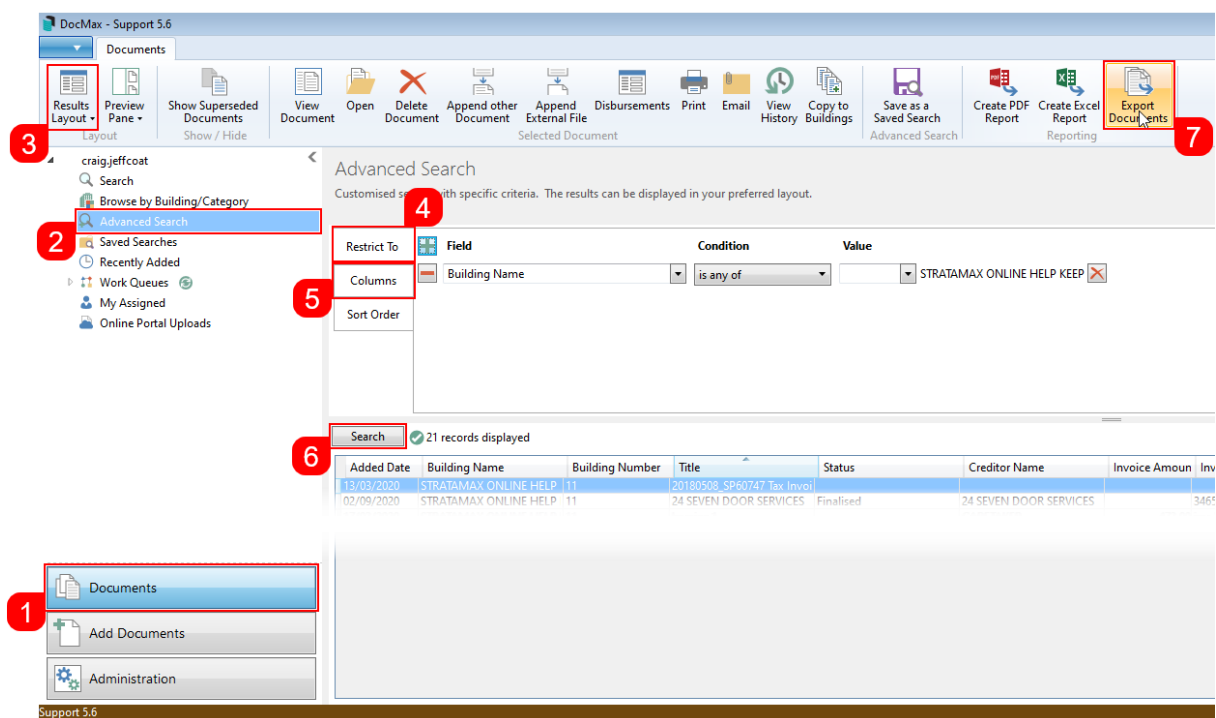 DocMax - Support 5.6
Documents
Results Layout
Preview Pane
Show Superseded Documents
View Document
Open
Delete Document
Append other Document
Append External File
Disbursements
Print
Email
View History
Copy to Buildings
Save as a Saved Search
Create PDF Report
Create Excel Report
Export Documents
Layout
Show / Hide
Selected Document
Advanced Search
Reporting
3
7
craig.jeffcoat
Search
Browse by Building/Category
Advanced Search
2
Saved Searches
Recently Added
Work Queues
My Assigned
Online Portal Uploads
Advanced Search
Customised with specific criteria. The results can be displayed in your preferred layout.
4
Restrict To
Field Condition Value
Columns
Building Name is any of STRATAMAX ONLINE HELP KEEP
5
Sort Order
Search 21 records displayed
6
Added Date Building Name Building Number Title Status Creditor Name Invoice Amoun Inv
13/03/2020 STRATAMAX ONLINE HELP 11 20180508_SP60747 Tax Invoi
02/09/2020 STRATAMAX ONLINE HELP 11 24 SEVEN DOOR SERVICES Finalised 24 SEVEN DOOR SERVICES 3465
1
Documents
Add Documents
Administration
Support 5.6